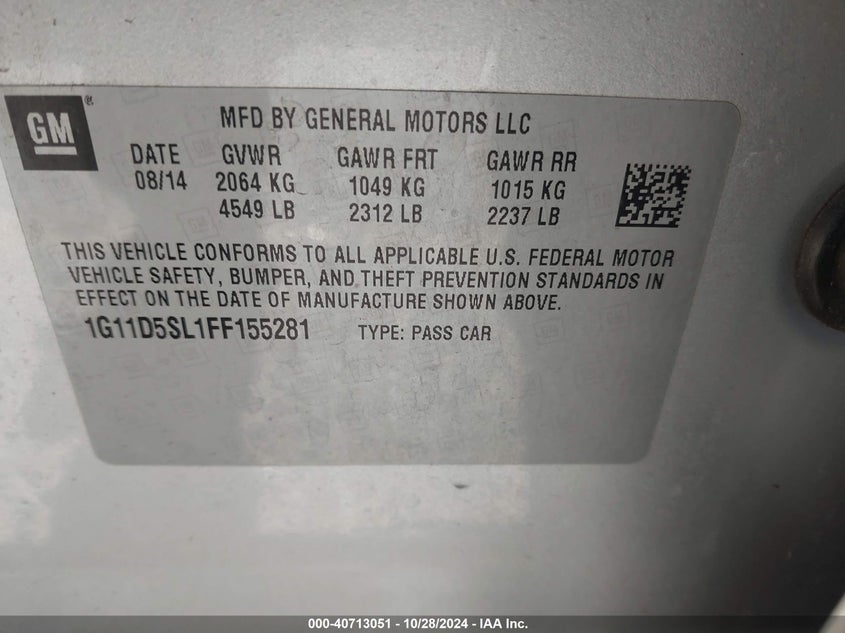 GM®
MFD BY GENERAL MOTORS LLC
DATE GVWR GAWR FRT GAWR RR
08/14 2064 KG 1049 KG 1015 KG
4549 LB 2312 LB 2237 LB
THIS VEHICLE CONFORMS TO ALL APPLICABLE U.S. FEDERAL MOTOR
VEHICLE SAFETY, BUMPER, AND THEFT PREVENTION STANDARDS IN
EFFECT ON THE DATE OF MANUFACTURE SHOWN ABOVE.
1G11D5SL1FF155281 TYPE: PASS CAR
000-40713051 - 10/28/2024 - IAA Inc.